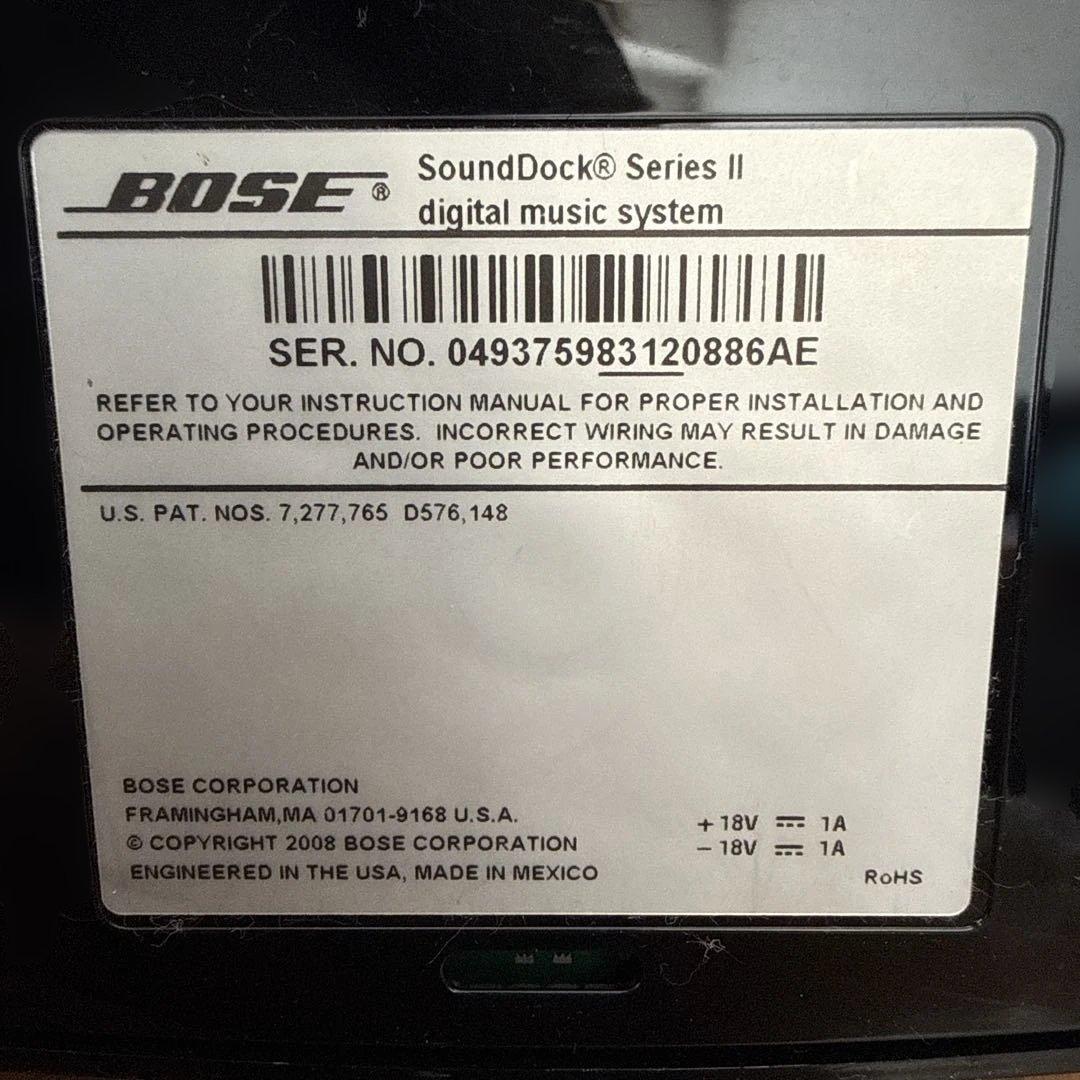 BOSE® SoundDock® Series II
digital music system
SER. NO. 049375983120886AE
REFER TO YOUR INSTRUCTION MANUAL FOR PROPER INSTALLATION AND
OPERATING PROCEDURES. INCORRECT WIRING MAY RESULT IN DAMAGE
AND/OR POOR PERFORMANCE.
U.S. PAT. NOS. 7,277,765 D576,148
BOSE CORPORATION
FRAMINGHAM,MA 01701-9168 U.S.A.
© COPYRIGHT 2008 BOSE CORPORATION
ENGINEERED IN THE USA, MADE IN MEXICO
+18V ⎓ 1A
−18V ⎓ 1A
RoHS